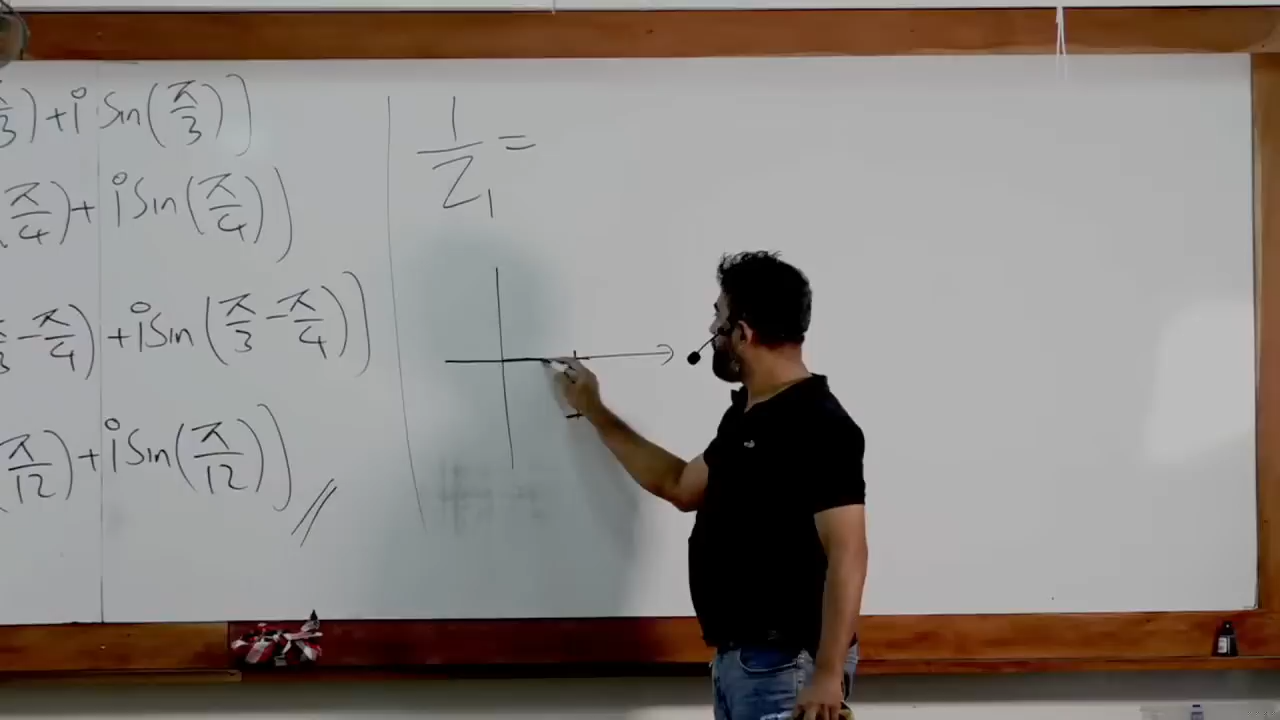 π/3) + i Sin(π/3)]
(π/4) + i Sin(π/4))
π/3 - π/4) + i Sin(π/3 - π/4))
(π/12) + i Sin(π/12)) //
1/Z₁ =